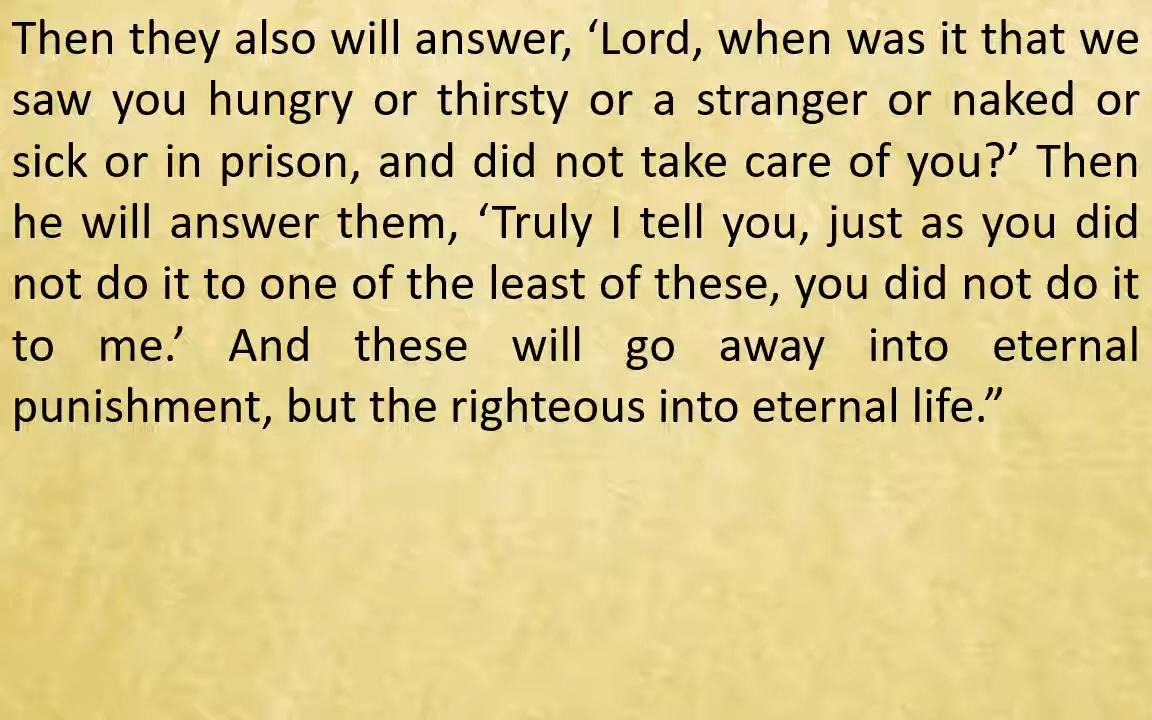 Then they also will answer, ‘Lord, when was it that we
saw you hungry or thirsty or a stranger or naked or
sick or in prison, and did not take care of you?’ Then
he will answer them, ‘Truly I tell you, just as you did
not do it to one of the least of these, you did not do it
to me.’ And these will go away into eternal
punishment, but the righteous into eternal life.”